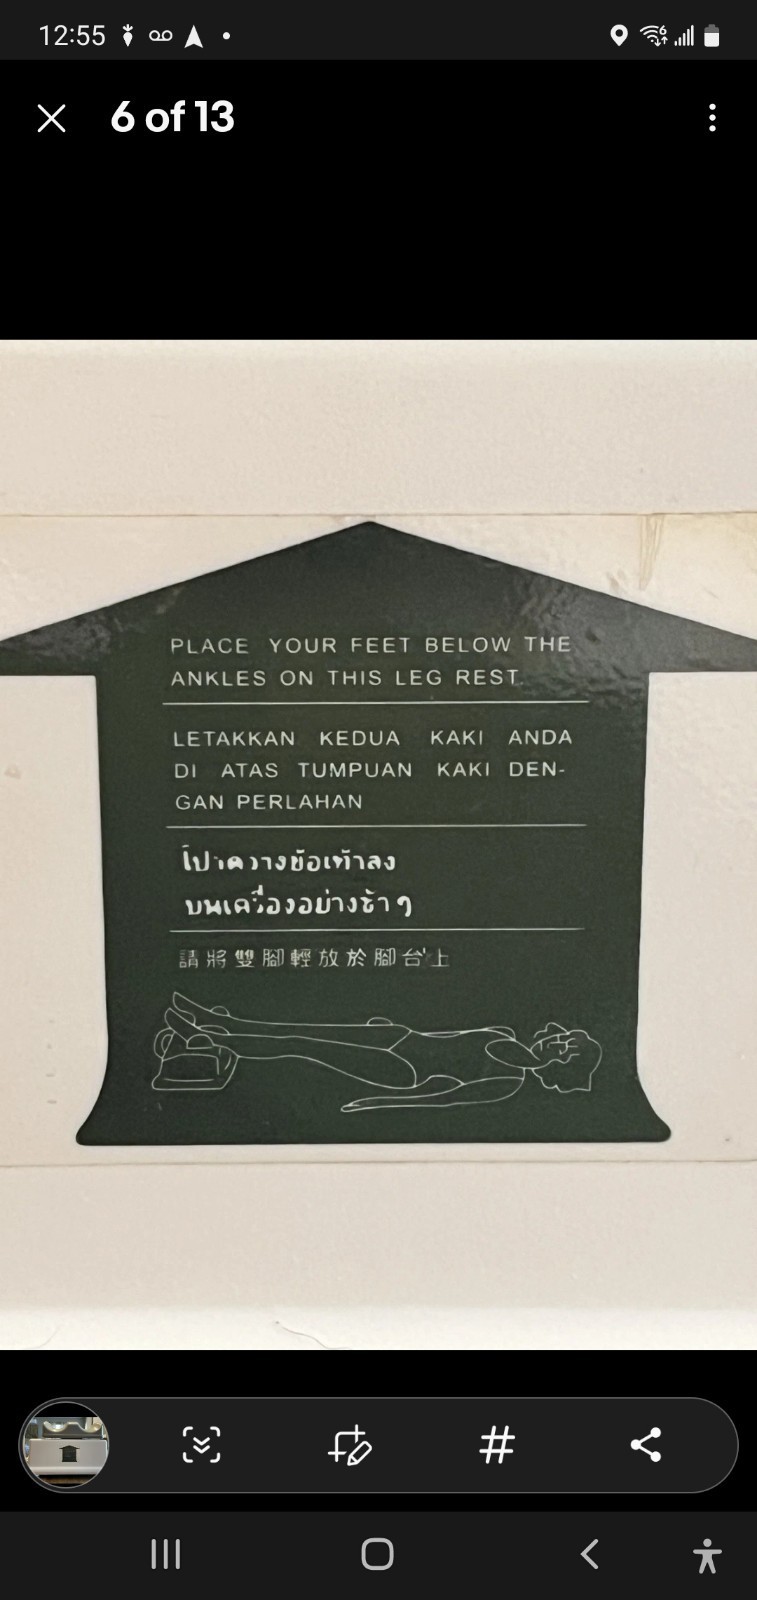 12:55
6 of 13
PLACE YOUR FEET BELOW THE
ANKLES ON THIS LEG REST.
LETAKKAN KEDUA KAKI ANDA
DI ATAS TUMPUAN KAKI DEN-
GAN PERLAHAN
โปรดวางข้อเท้าลง
บนเครื่องอย่างช้า ๆ
請將雙腳輕放於腳台上